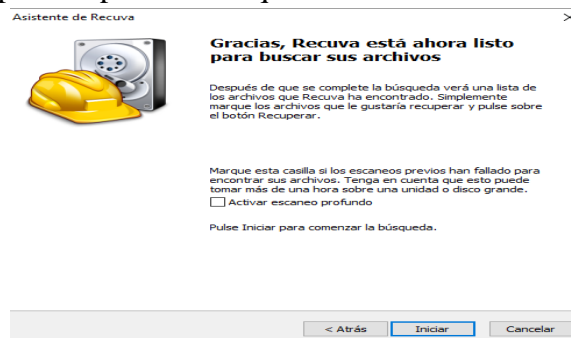 Asistente de Recuva
Gracias, Recuva está ahora listo
para buscar sus archivos
Después de que se complete la búsqueda verá una lista de
los archivos que Recuva ha encontrado. Simplemente
marque los archivos que le gustaría recuperar y pulse sobre
el botón Recuperar.
Marque esta casilla si los escaneos previos han fallado para
encontrar sus archivos. Tenga en cuenta que esto puede
tomar más de una hora sobre una unidad o disco grande.
Activar escaneo profundo
Pulse Iniciar para comenzar la búsqueda.
< Atrás Iniciar Cancelar